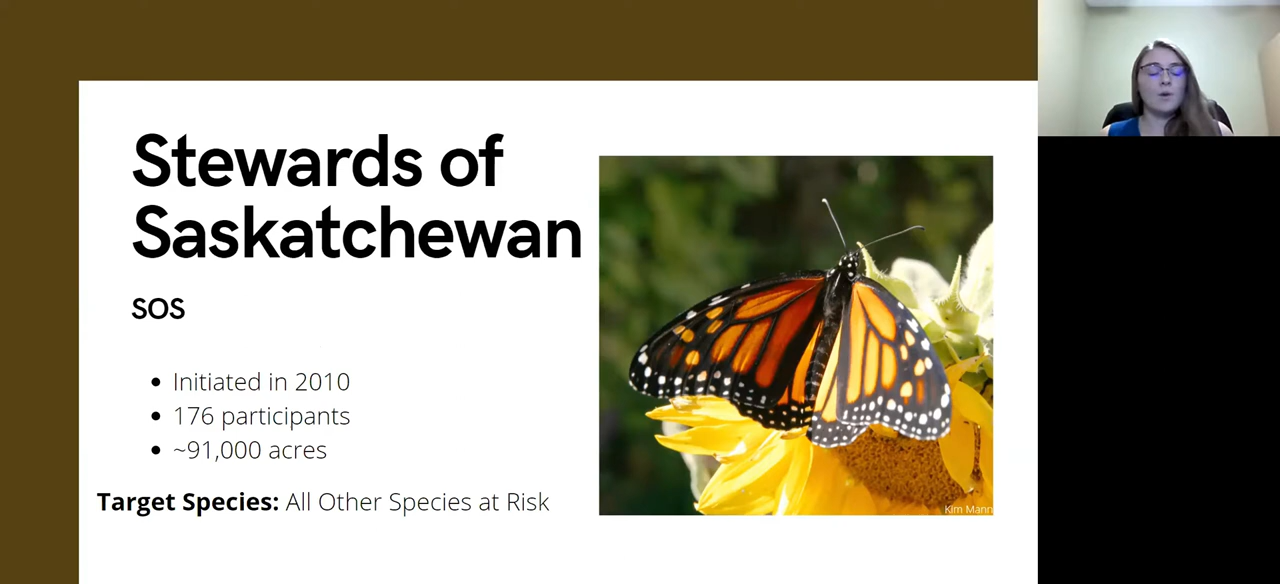 Stewards of
Saskatchewan
SOS
• Initiated in 2010
• 176 participants
• ~91,000 acres
Target Species: All Other Species at Risk
Kim Mann